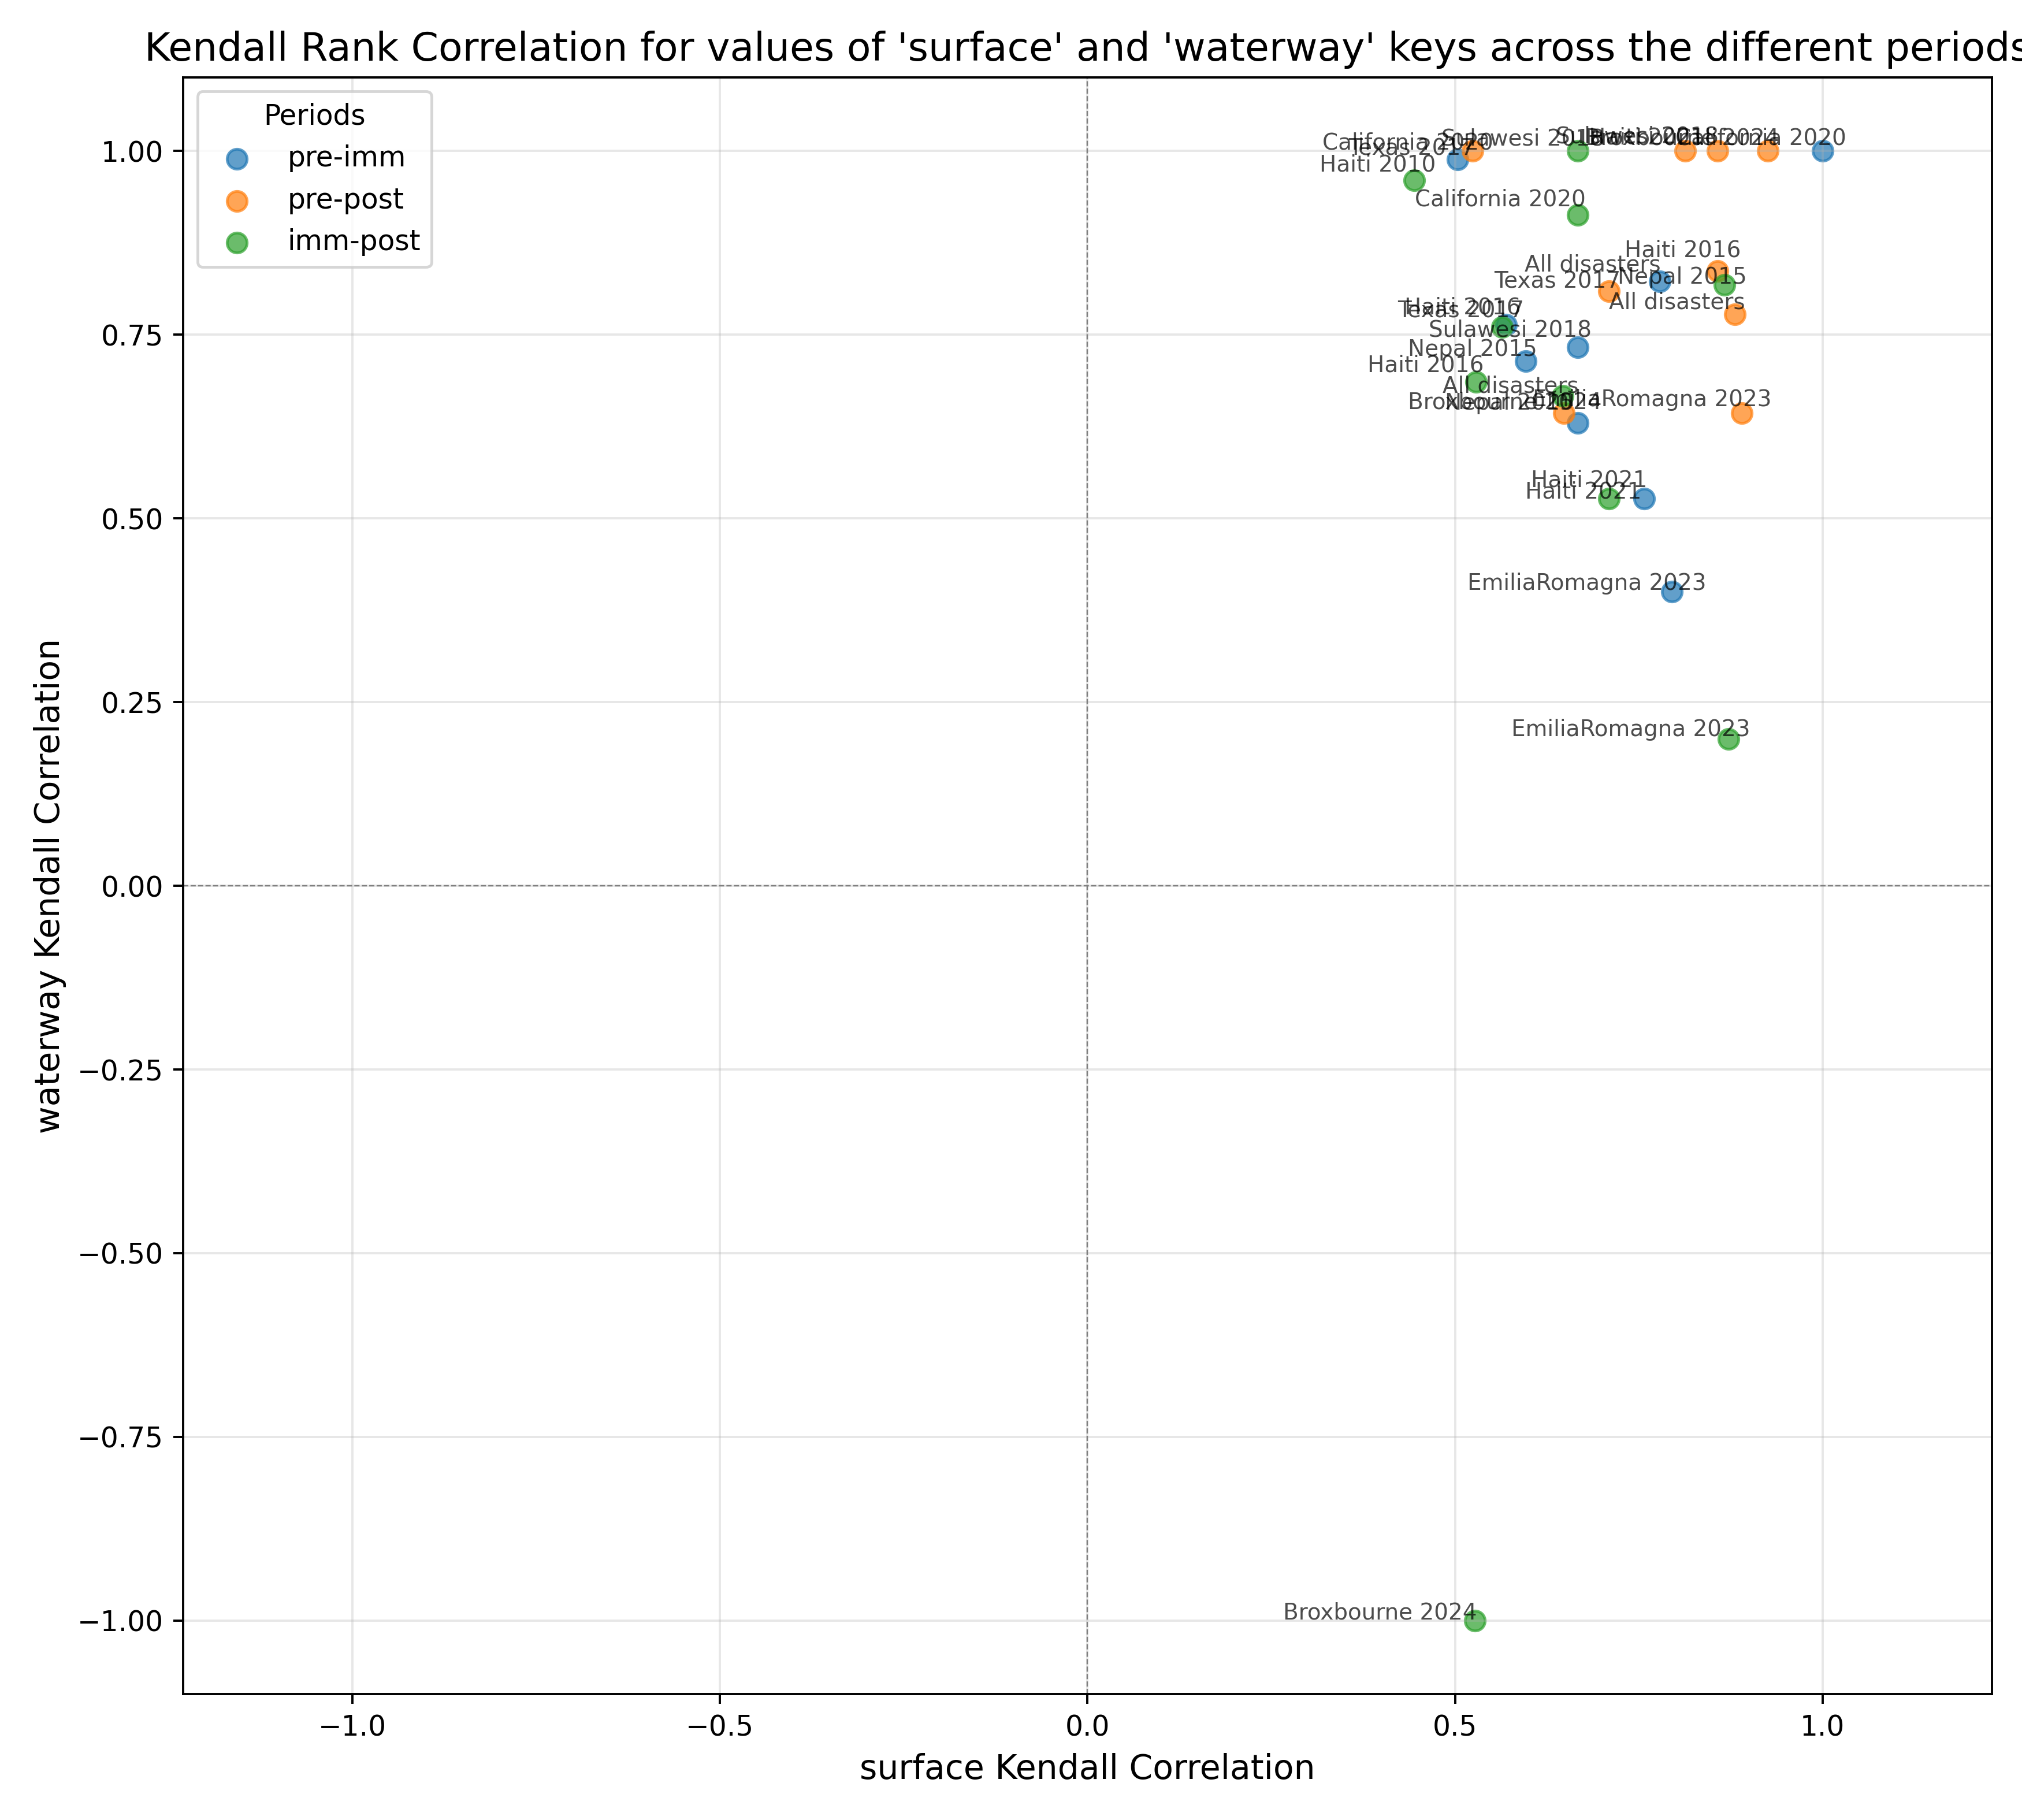 Kendall Rank Correlation for values of 'surface' and 'waterway' keys across the different periods
Periods
pre-imm
pre-post
imm-post
1.00
0.75
0.50
0.25
0.00
−0.25
−0.50
−0.75
−1.00
waterway Kendall Correlation
California 2020
Texas 2017
Haiti 2010
Sulawesi 2018
Sulawesi 2018
Haiti 2021
Broxbourne 2024
California 2020
California 2020
Haiti 2016
All disasters
Nepal 2015
Texas 2017
All disasters
Haiti 2016
Texas 2017
Sulawesi 2018
Nepal 2015
Haiti 2016
All disasters
Broxbourne 2024
Nepal 2015
EmiliaRomagna 2023
Haiti 2021
Haiti 2021
EmiliaRomagna 2023
EmiliaRomagna 2023
Broxbourne 2024
−1.0
−0.5
0.0
0.5
1.0
surface Kendall Correlation